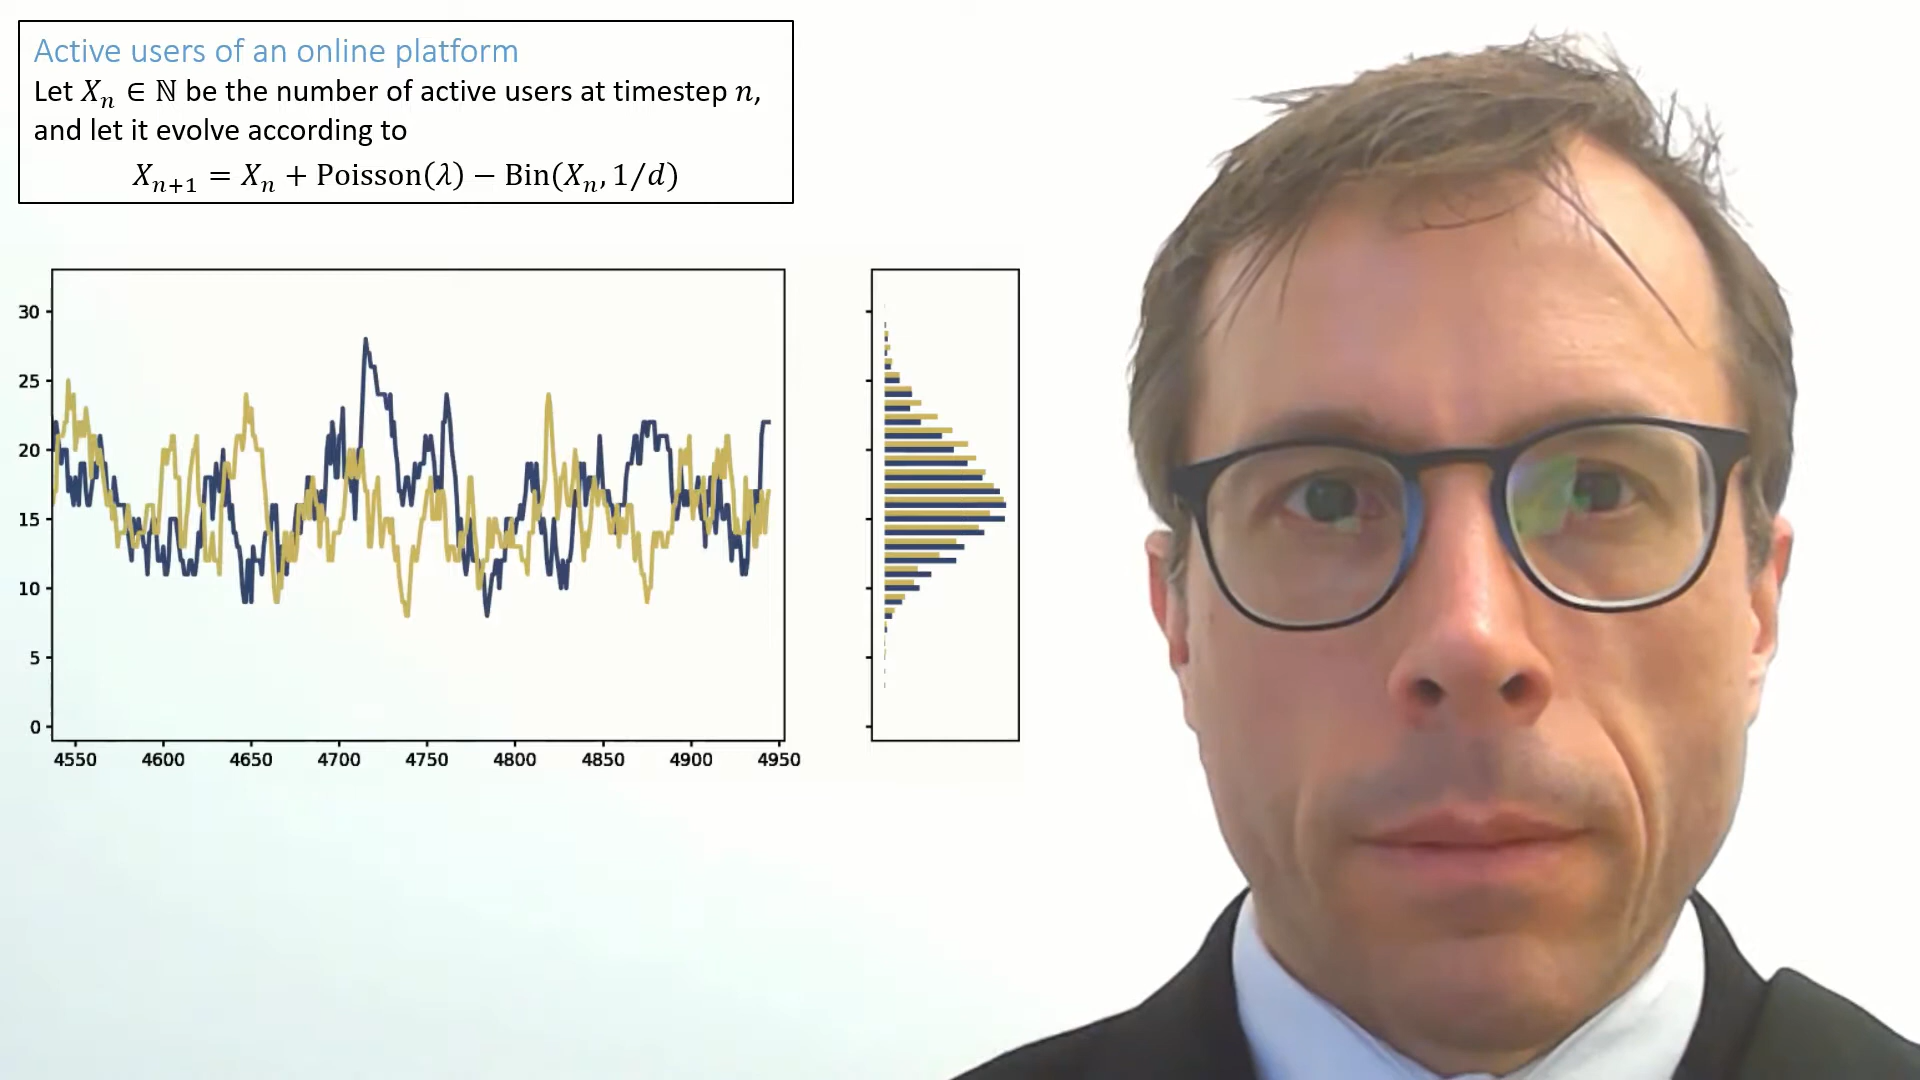 Active users of an online platform
Let Xₙ ∈ ℕ be the number of active users at timestep n,
and let it evolve according to
Xₙ₊₁ = Xₙ + Poisson(λ) − Bin(Xₙ, 1/d)
30
25
20
15
10
5
0
4550 4600 4650 4700 4750 4800 4850 4900 4950